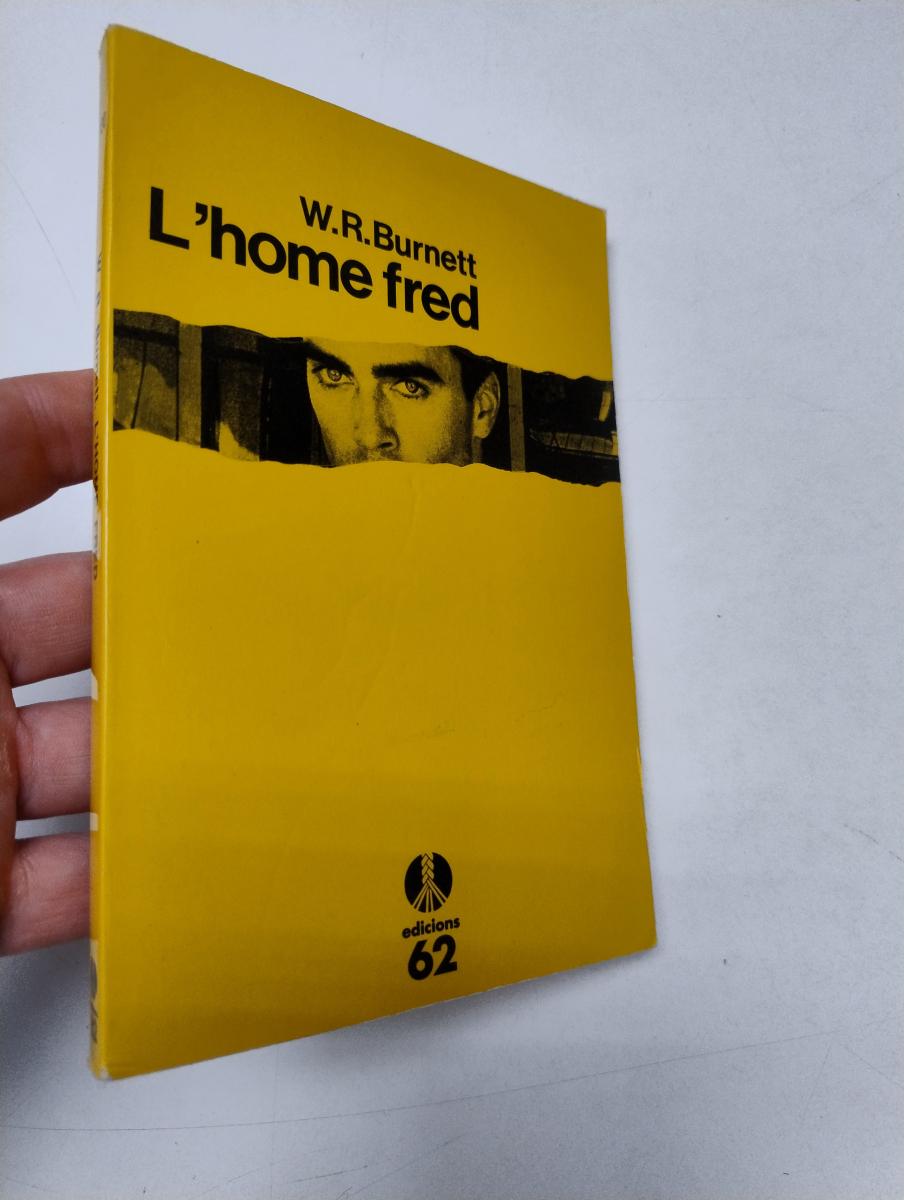 W.R.Burnett
L'home fred
edicions
62